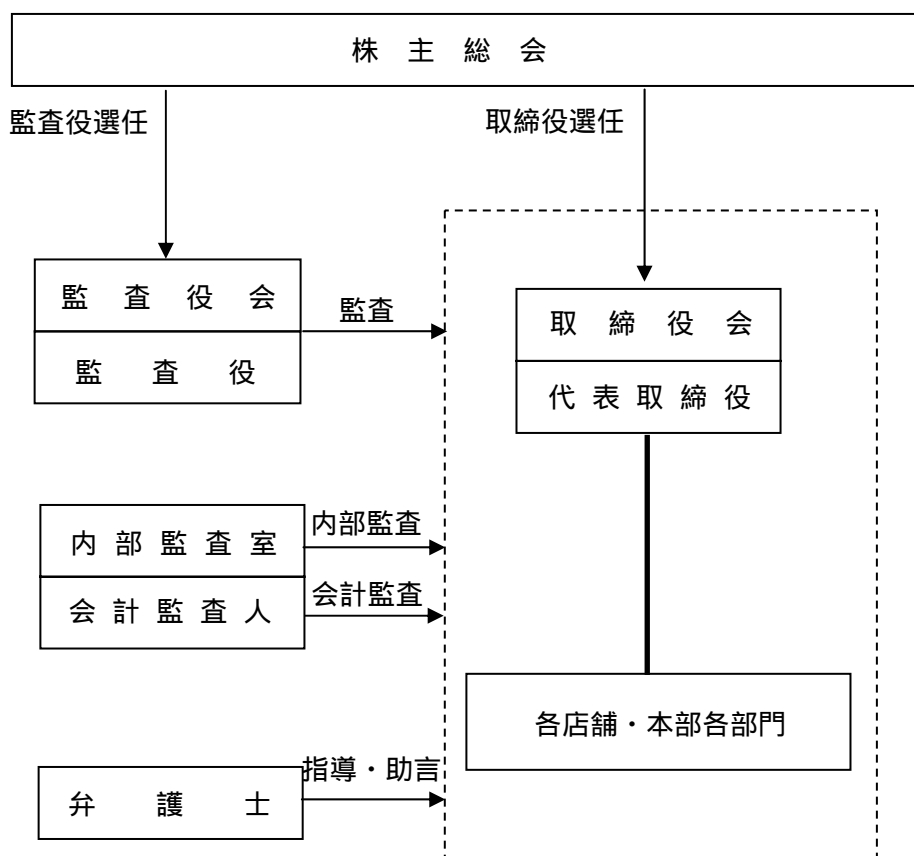 株主総会
監査役選任
取締役選任
監査役会
監査
監査役
取締役会
代表取締役
内部監査室
内部監査
会計監査人
会計監査
各店舗・本部各部門
指導・助言
弁護士